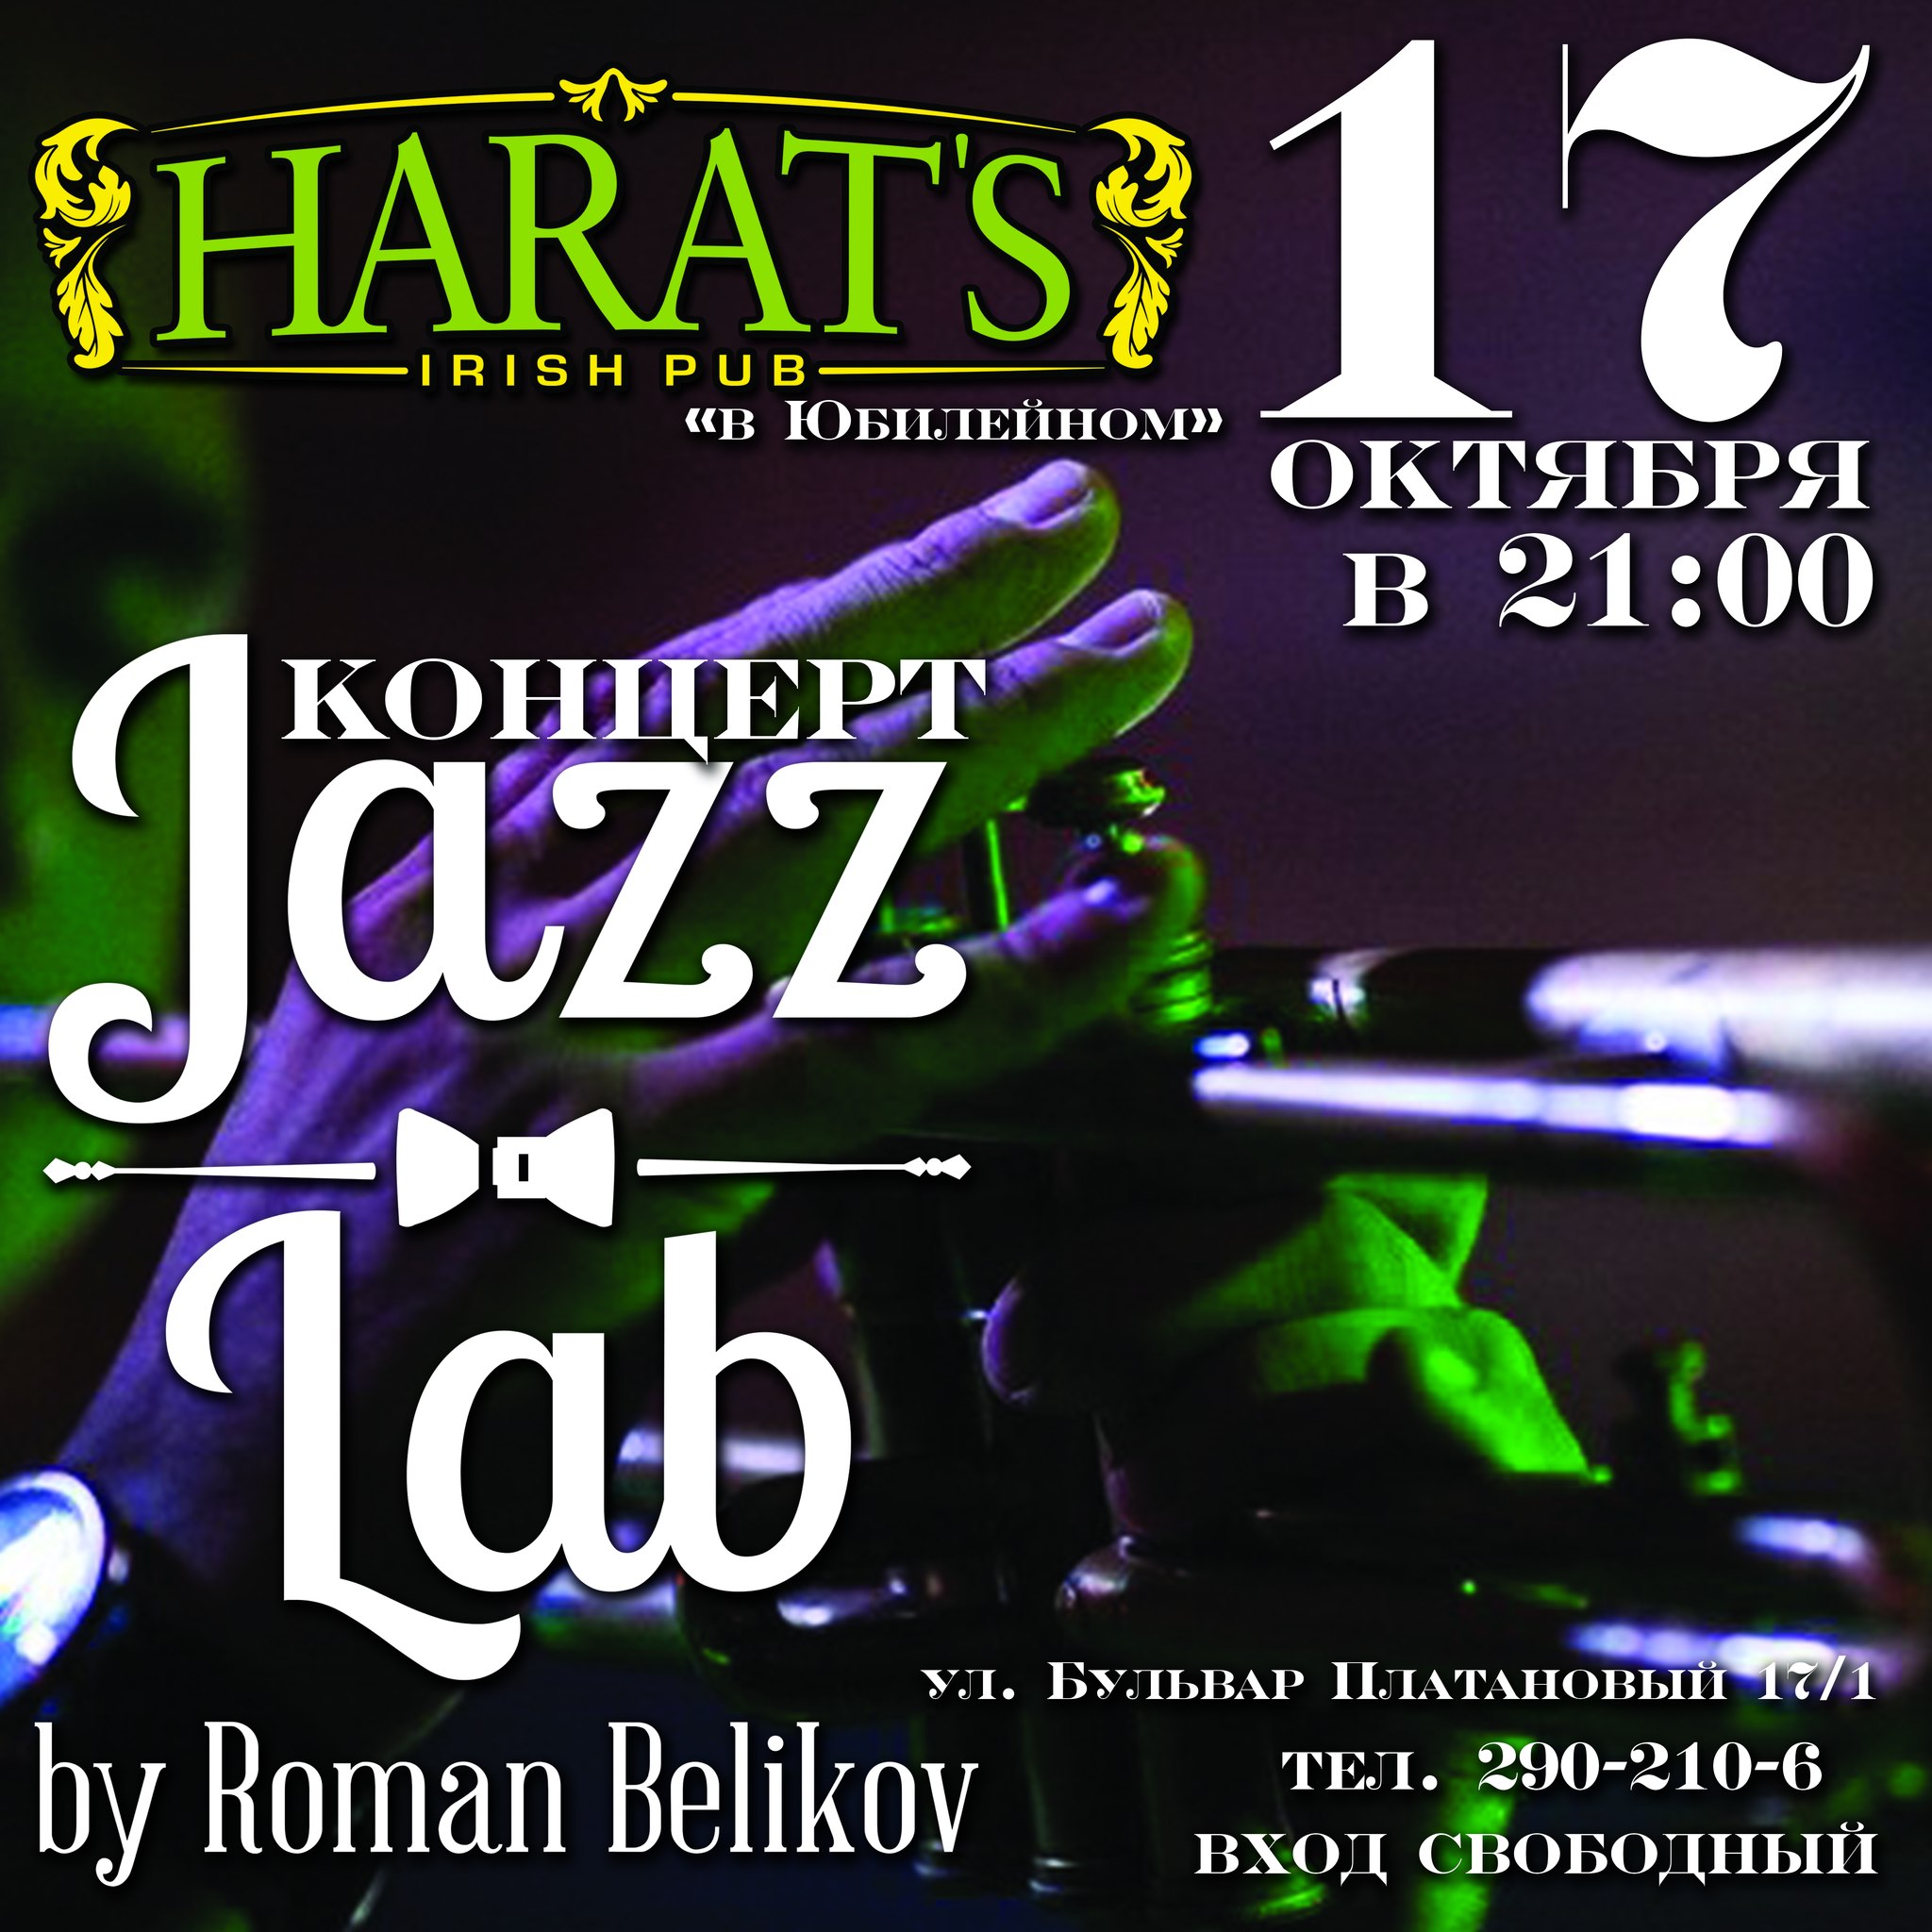 HARAT'S
IRISH PUB
«в Юбилейном»
17
ОКТЯБРЯ
В 21:00
КОНЦЕРТ
Jazz
Lab
by Roman Belikov
ул. Бульвар Платановый 17/1
тел. 290-210-6
вход свободный